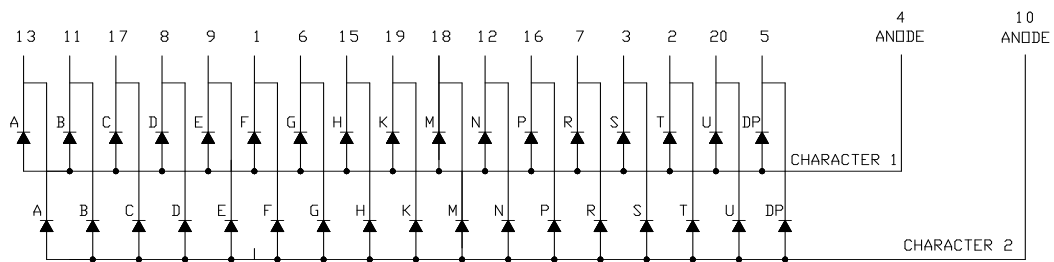 4 10
13 11 17 8 9 1 6 15 19 18 12 16 7 3 2 20 5 ANODE ANODE
A B C D E F G H K M N P R S T U DP
CHARACTER 1
A B C D E F G H K M N P R S T U DP
CHARACTER 2